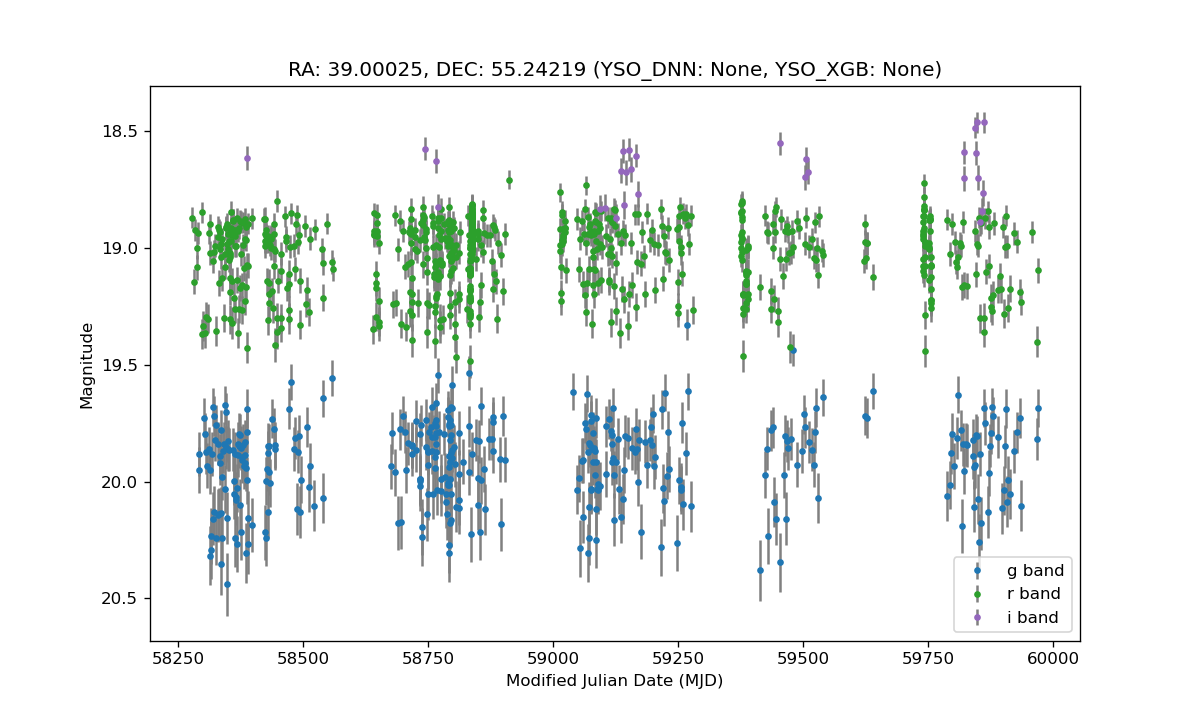 RA: 39.00025, DEC: 55.24219 (YSO_DNN: None, YSO_XGB: None)
18.5
19.0
19.5
20.0
20.5
Magnitude
g band
r band
i band
58250 58500 58750 59000 59250 59500 59750 60000
Modified Julian Date (MJD)